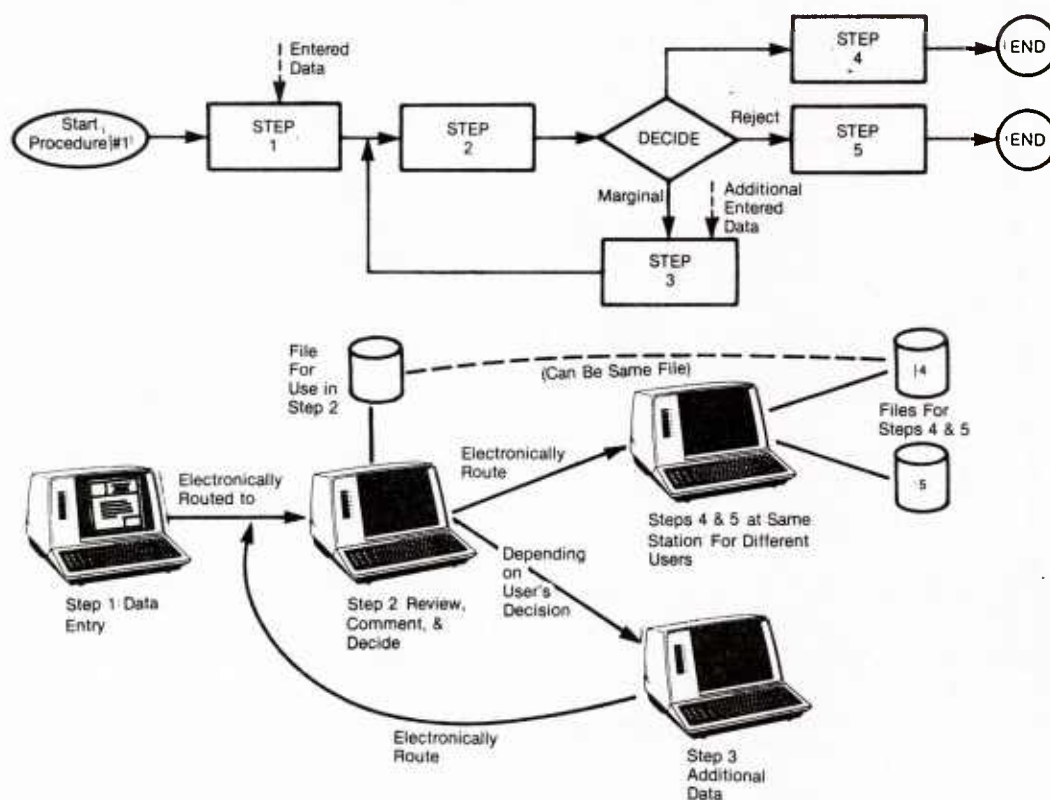 Entered
Data
Start
Procedure #1
STEP
1
STEP
2
DECIDE
STEP
4
END
Reject
STEP
5
END
Marginal
Additional
Entered
Data
STEP
3
File
For
Use in
Step 2
(Can Be Same File)
4
Files For
Steps 4 & 5
5
Electronically
Routed to
Electronically
Route
Steps 4 & 5 at Same
Station For Different
Users
Depending
on
User's
Decision
Step 1 Data
Entry
Step 2 Review,
Comment, &
Decide
Electronically
Route
Step 3
Additional
Data